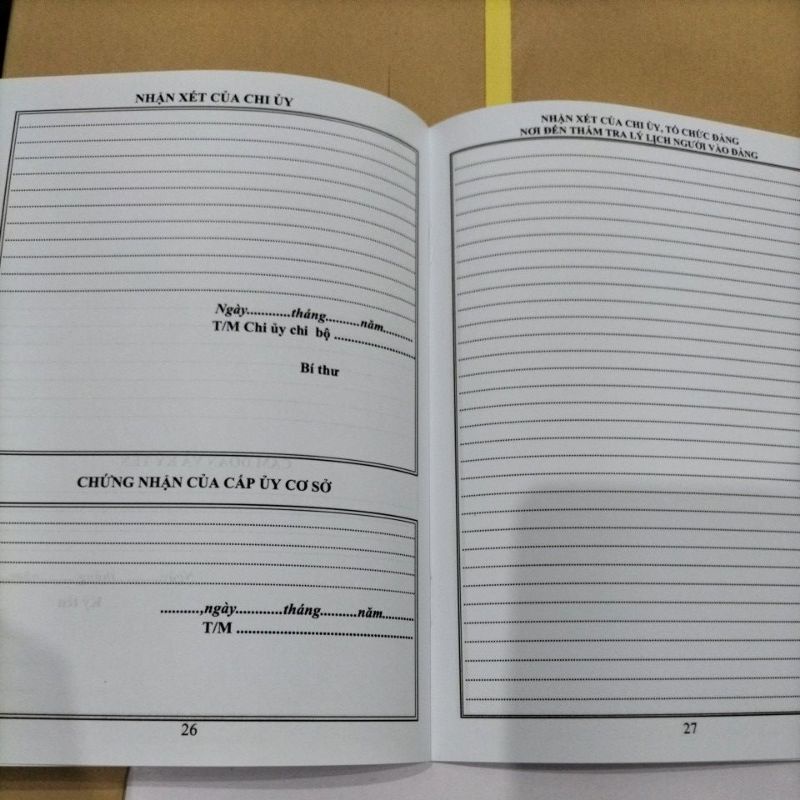 NHẬN XÉT CỦA CHI ỦY
Ngày...........tháng........năm........
T/M Chi ủy chi bộ .....................
Bí thư
CHỨNG NHẬN CỦA CẤP ỦY CƠ SỞ
..........,ngày...........tháng.........năm........
T/M ............................................
26
NHẬN XÉT CỦA CHI ỦY, TỔ CHỨC ĐẢNG
NƠI ĐẾN THẨM TRA LÝ LỊCH NGƯỜI VÀO ĐẢNG
27